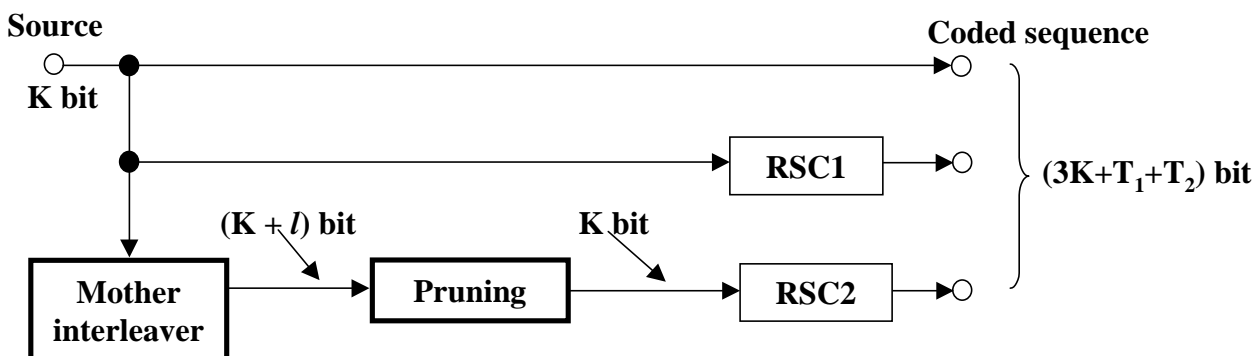 Source
Coded sequence
K bit
RSC1
(3K+T₁+T₂) bit
(K + l) bit
K bit
Mother
interleaver
Pruning
RSC2